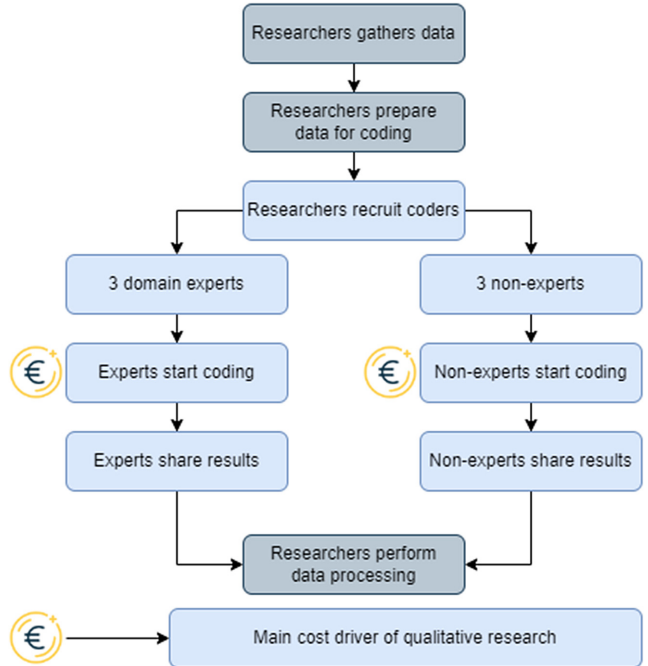 Researchers gathers data
Researchers prepare
data for coding
Researchers recruit coders
3 domain experts
3 non-experts
€
Experts start coding
€
Non-experts start coding
Experts share results
Non-experts share results
Researchers perform
data processing
€
Main cost driver of qualitative research